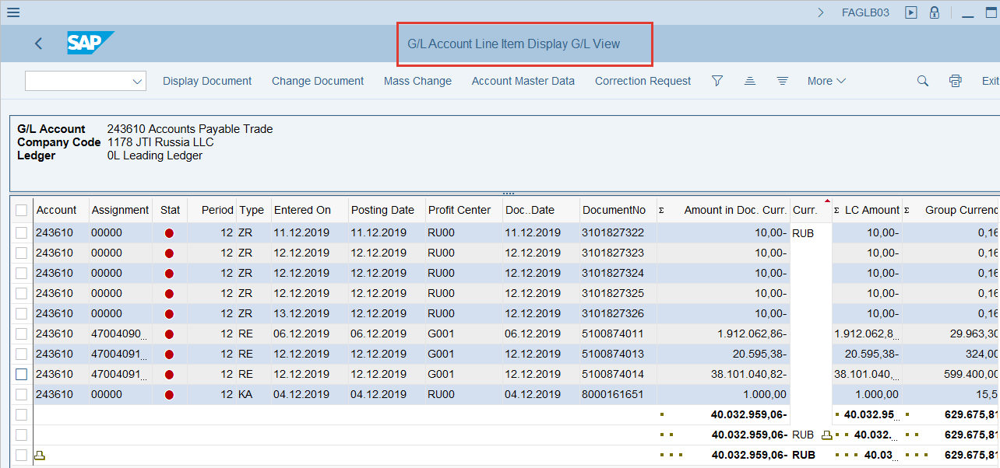 FAGLB03
SAP G/L Account Line Item Display G/L View
Display Document Change Document Mass Change Account Master Data Correction Request More Exit
G/L Account 243610 Accounts Payable Trade
Company Code 1178 JTI Russia LLC
Ledger 0L Leading Ledger
Account Assignment Stat Period Type Entered On Posting Date Profit Center Doc..Date DocumentNo Σ Amount in Doc. Curr. Curr. Σ LC Amount Σ Group Currenc
243610 00000 12 ZR 11.12.2019 11.12.2019 RU00 11.12.2019 3101827322 10,00- RUB 10,00- 0,16
243610 00000 12 ZR 12.12.2019 12.12.2019 RU00 12.12.2019 3101827323 10,00- 10,00- 0,16
243610 00000 12 ZR 12.12.2019 12.12.2019 RU00 12.12.2019 3101827324 10,00- 10,00- 0,16
243610 00000 12 ZR 12.12.2019 12.12.2019 RU00 12.12.2019 3101827325 10,00- 10,00- 0,16
243610 00000 12 ZR 13.12.2019 12.12.2019 RU00 12.12.2019 3101827326 10,00- 10,00- 0,16
243610 47004090... 12 RE 06.12.2019 06.12.2019 G001 06.12.2019 5100874011 1.912.062,86- 1.912.062,8... 29.963,30
243610 47004091... 12 RE 12.12.2019 12.12.2019 G001 12.12.2019 5100874013 20.595,38- 20.595,38- 324,00
243610 47004091... 12 RE 12.12.2019 12.12.2019 G001 12.12.2019 5100874014 38.101.040,82- 38.101.040,... 599.400,00
243610 00000 12 KA 04.12.2019 04.12.2019 RU00 04.12.2019 8000161651 1.000,00 1.000,00 15,5
40.032.959,06- 40.032.95... 629.675,81
40.032.959,06- RUB 40.032.... 629.675,81
40.032.959,06- RUB 40.03... 629.675,81